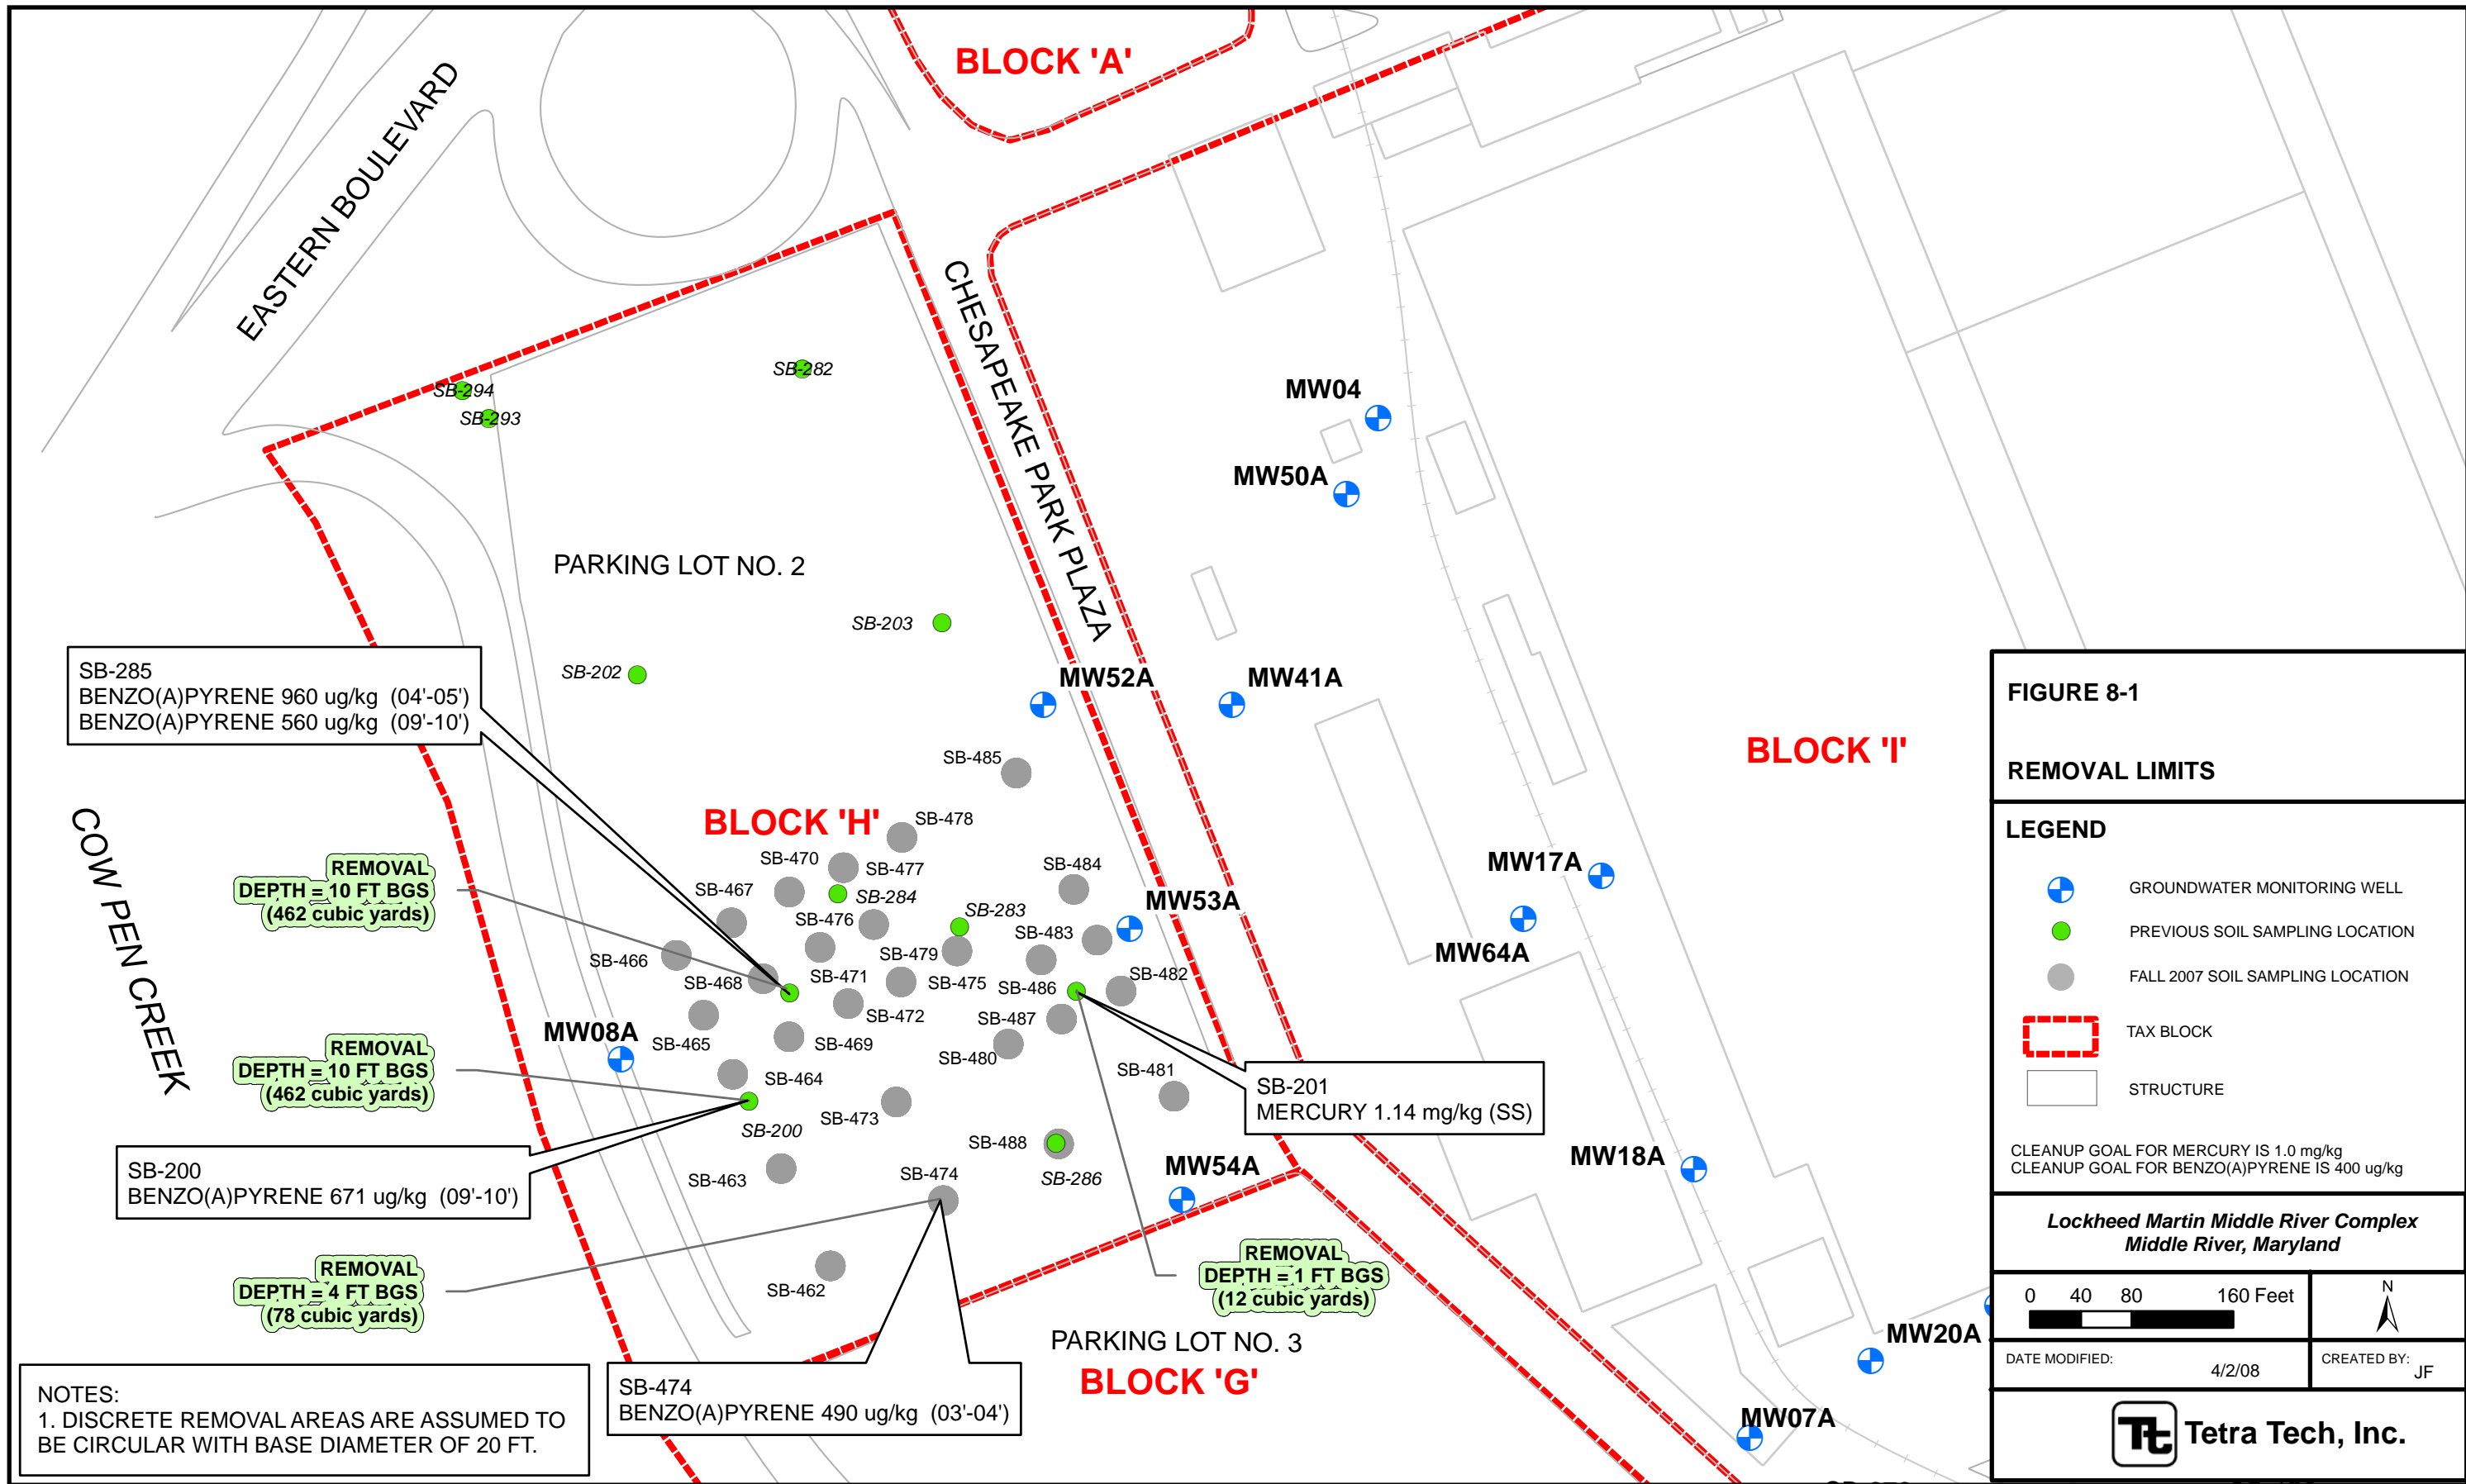 BLOCK 'A'
EASTERN BOULEVARD
CHESAPEAKE PARK PLAZA
SB-282
SB-294
SB-293
MW04
MW50A
PARKING LOT NO. 2
SB-203
SB-202
MW52A
MW41A
SB-285
BENZO(A)PYRENE 960 ug/kg (04'-05')
BENZO(A)PYRENE 560 ug/kg (09'-10')
BLOCK 'I'
SB-485
BLOCK 'H'
SB-478
COW PEN CREEK
SB-470
SB-477
SB-484
MW17A
REMOVAL
DEPTH = 10 FT BGS
(462 cubic yards)
SB-467
SB-284
MW53A
SB-476
SB-283
SB-483
MW64A
SB-466
SB-479
SB-468
SB-471
SB-475
SB-486
SB-482
SB-472
SB-487
MW08A
SB-465
SB-469
SB-480
REMOVAL
DEPTH = 10 FT BGS
(462 cubic yards)
SB-464
SB-481
SB-201
MERCURY 1.14 mg/kg (SS)
SB-473
SB-200
SB-488
SB-286
MW18A
SB-200
BENZO(A)PYRENE 671 ug/kg (09'-10')
SB-463
SB-474
MW54A
REMOVAL
DEPTH = 4 FT BGS
(78 cubic yards)
SB-462
REMOVAL
DEPTH = 1 FT BGS
(12 cubic yards)
PARKING LOT NO. 3
BLOCK 'G'
MW20A
MW07A
SB-474
BENZO(A)PYRENE 490 ug/kg (03'-04')
NOTES:
1. DISCRETE REMOVAL AREAS ARE ASSUMED TO
BE CIRCULAR WITH BASE DIAMETER OF 20 FT.
FIGURE 8-1
REMOVAL LIMITS
LEGEND
GROUNDWATER MONITORING WELL
PREVIOUS SOIL SAMPLING LOCATION
FALL 2007 SOIL SAMPLING LOCATION
TAX BLOCK
STRUCTURE
CLEANUP GOAL FOR MERCURY IS 1.0 mg/kg
CLEANUP GOAL FOR BENZO(A)PYRENE IS 400 ug/kg
Lockheed Martin Middle River Complex
Middle River, Maryland
0 40 80 160 Feet
N
DATE MODIFIED: 4/2/08
CREATED BY: JF
Tt Tetra Tech, Inc.